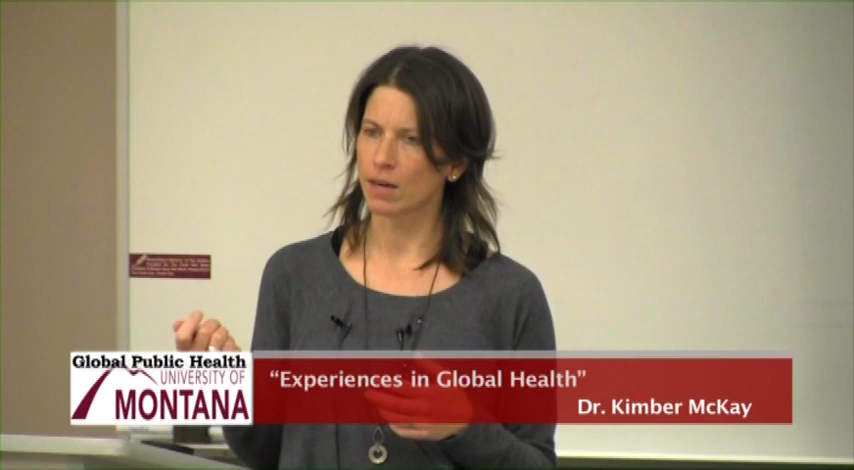 Global Public Health
UNIVERSITY OF
MONTANA
“Experiences in Global Health”
Dr. Kimber McKay